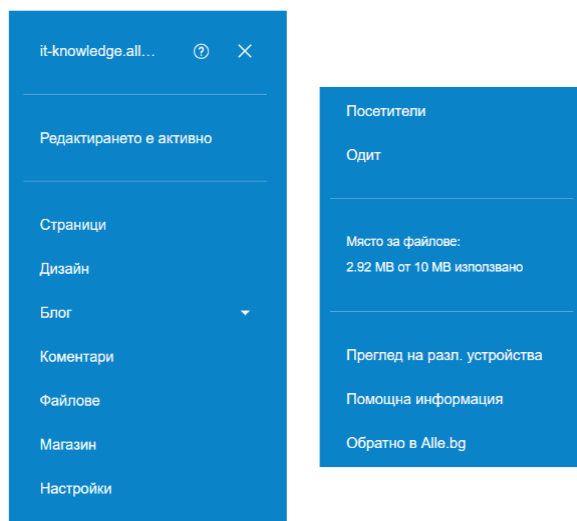 it-knowledge.all...
Редактирането е активно
Страници
Дизайн
Блог
Коментари
Файлове
Магазин
Настройки
Посетители
Одит
Място за файлове:
2.92 MB от 10 MB използвано
Преглед на разл. устройства
Помощна информация
Обратно в Alle.bg